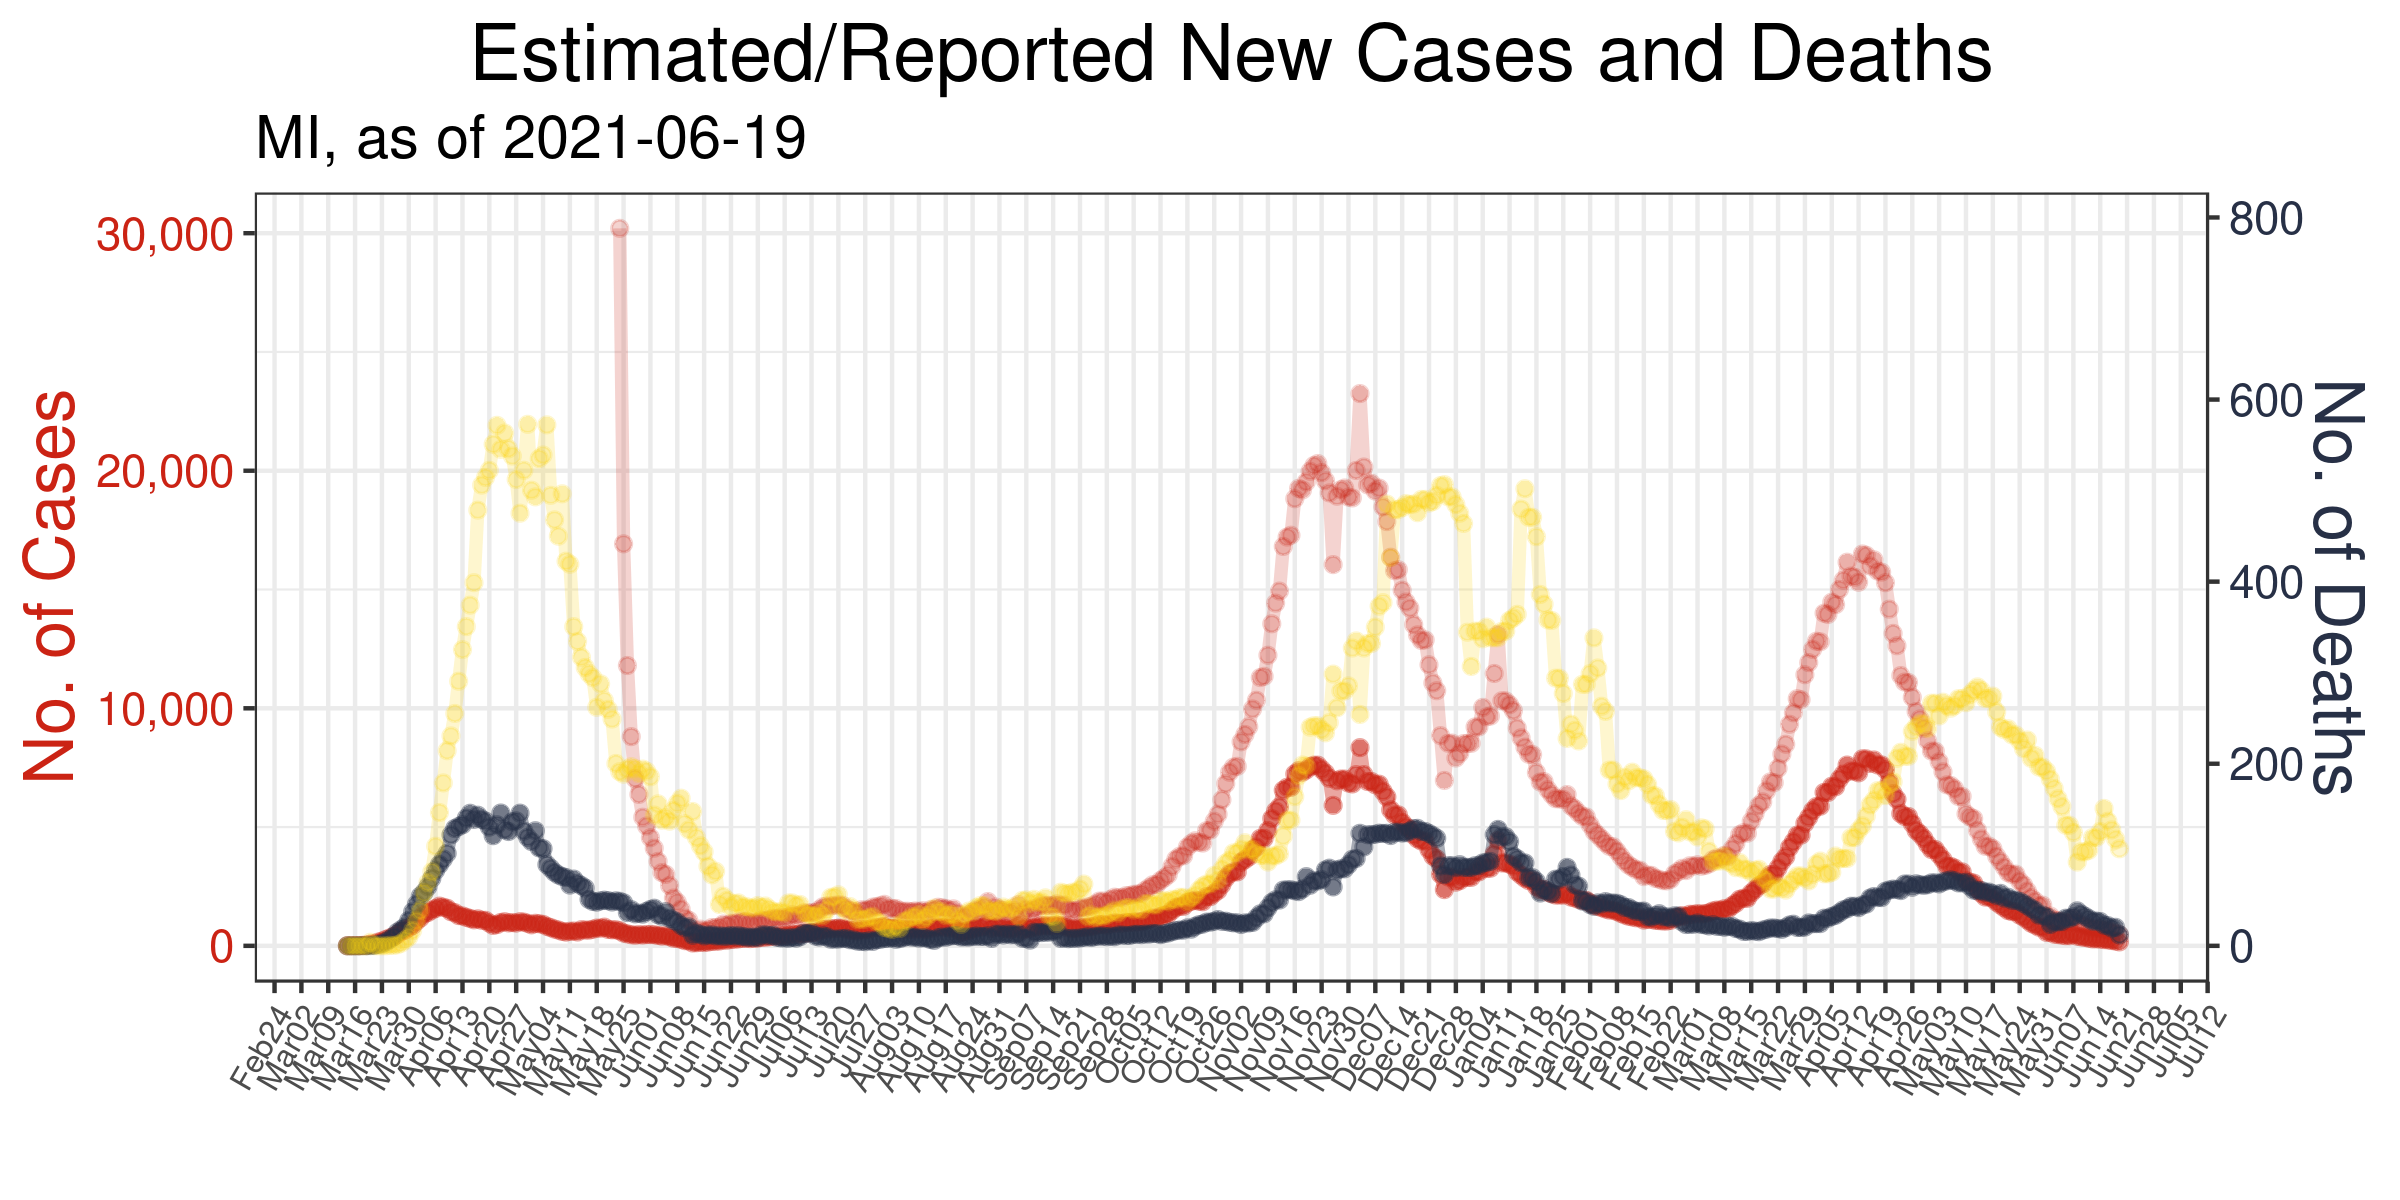 Estimated/Reported New Cases and Deaths
MI, as of 2021-06-19
No. of Cases
30,000
20,000
10,000
0
800
600
400
200
0
No. of Deaths
Feb24
Mar02
Mar09
Mar16
Mar23
Mar30
Apr06
Apr13
Apr20
Apr27
May04
May11
May18
May25
Jun01
Jun08
Jun15
Jun22
Jun29
Jul06
Jul13
Jul20
Jul27
Aug03
Aug10
Aug17
Aug24
Aug31
Sep07
Sep14
Sep21
Sep28
Oct05
Oct12
Oct19
Oct26
Nov02
Nov09
Nov16
Nov23
Nov30
Dec07
Dec14
Dec21
Dec28
Jan04
Jan11
Jan18
Jan25
Feb01
Feb08
Feb15
Feb22
Mar01
Mar08
Mar15
Mar22
Mar29
Apr05
Apr12
Apr19
Apr26
May03
May10
May17
May24
May31
Jun07
Jun14
Jun21
Jun28
Jul05
Jul12